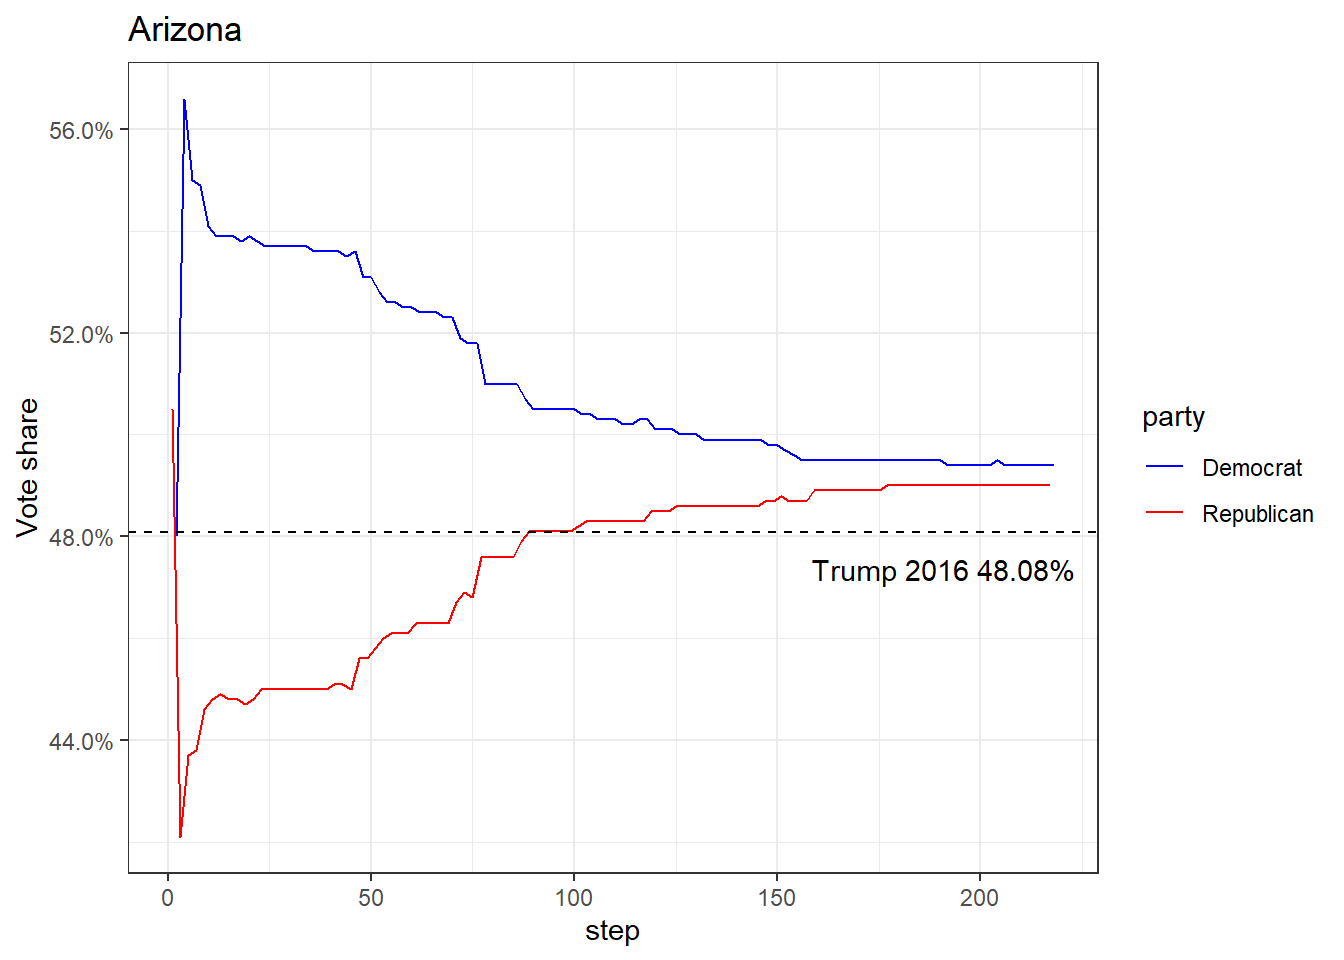 Arizona
56.0%
52.0%
48.0%
44.0%
Vote share
Trump 2016 48.08%
0
50
100
150
200
step
party
Democrat
Republican